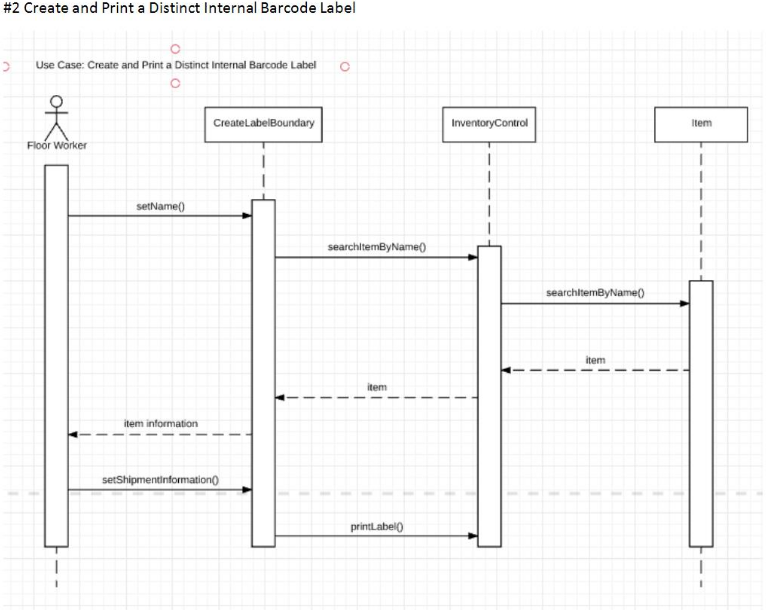 #2 Create and Print a Distinct Internal Barcode Label
Use Case: Create and Print a Distinct Internal Barcode Label
Floor Worker
CreateLabelBoundary
InventoryControl
Item
setName()
searchItemByName()
searchItemByName()
item
item
item information
setShipmentInformation()
printLabel()